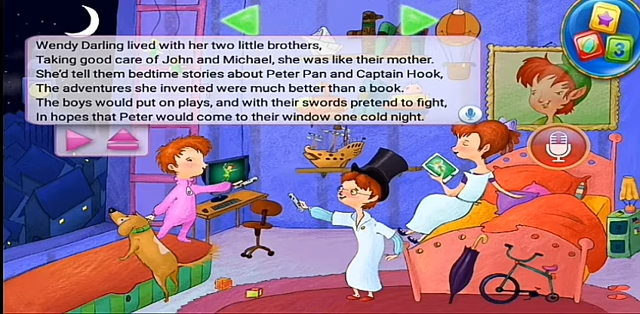 Wendy Darling lived with her two little brothers,
Taking good care of John and Michael, she was like their mother.
She'd tell them bedtime stories about Peter Pan and Captain Hook,
The adventures she invented were much better than a book.
The boys would put on plays, and with their swords pretend to fight,
In hopes that Peter would come to their window one cold night.
3